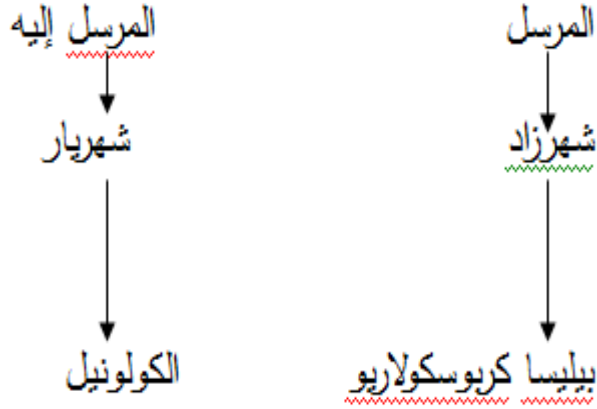 المرسل المرسل إليه
شهرزاد شهريار
بيليسا كريوسكولاريو الكولونيل